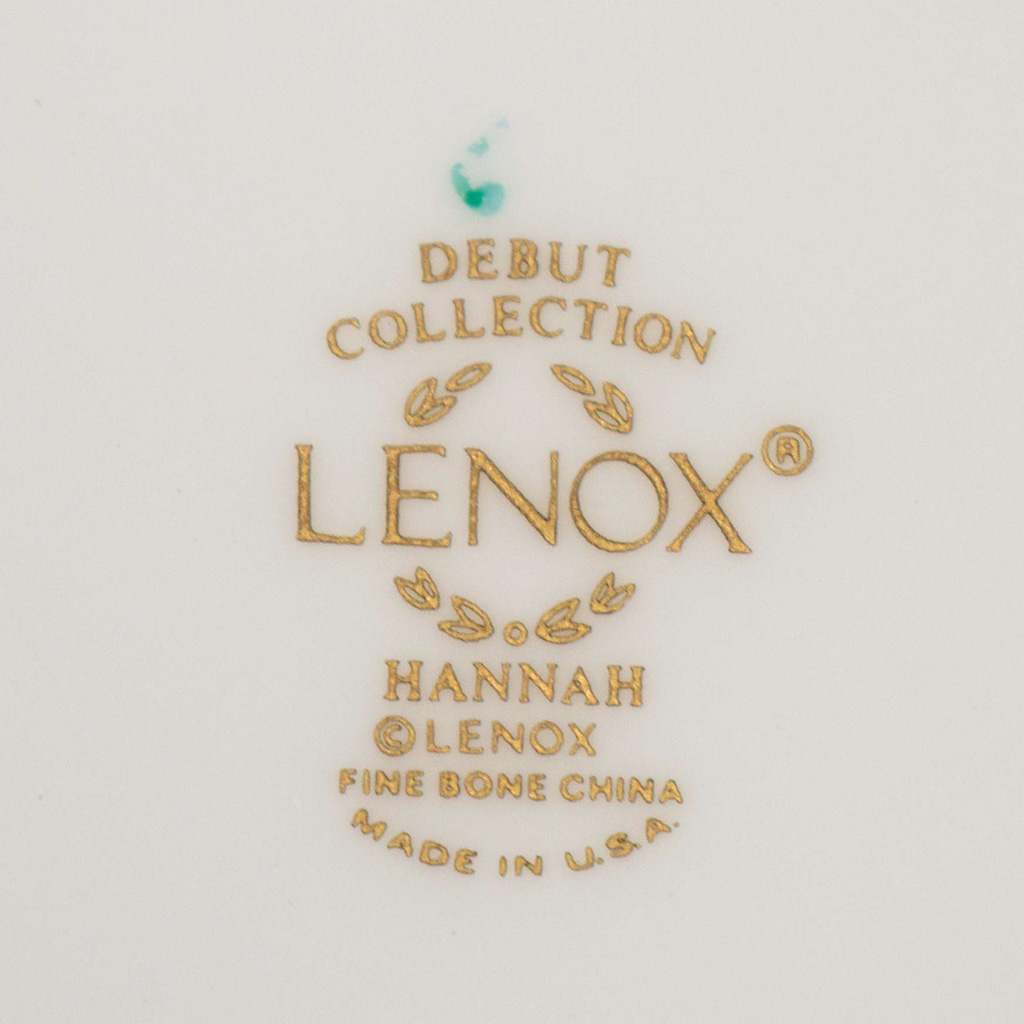 DEBUT
COLLECTION
LENOX®
HANNAH
©LENOX
FINE BONE CHINA
MADE IN U.S.A.